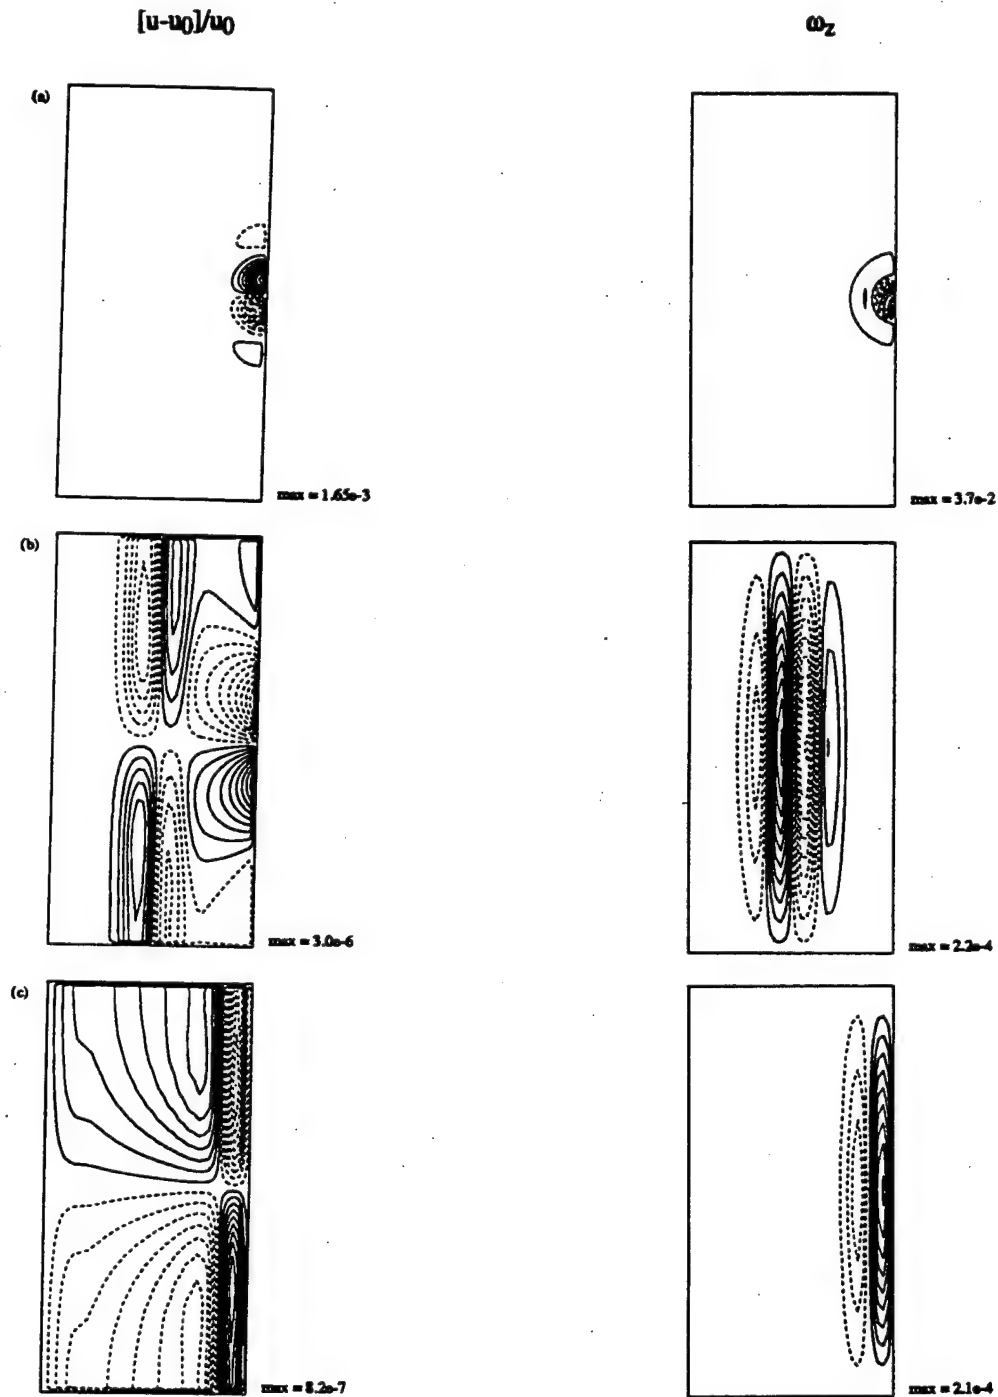 [u-u0]/u0
ωz
(a)
max = 1.65e-3
max = 3.7e-2
(b)
max = 3.0e-6
max = 2.2e-4
(c)
max = 8.2e-7
max = 2.1e-4